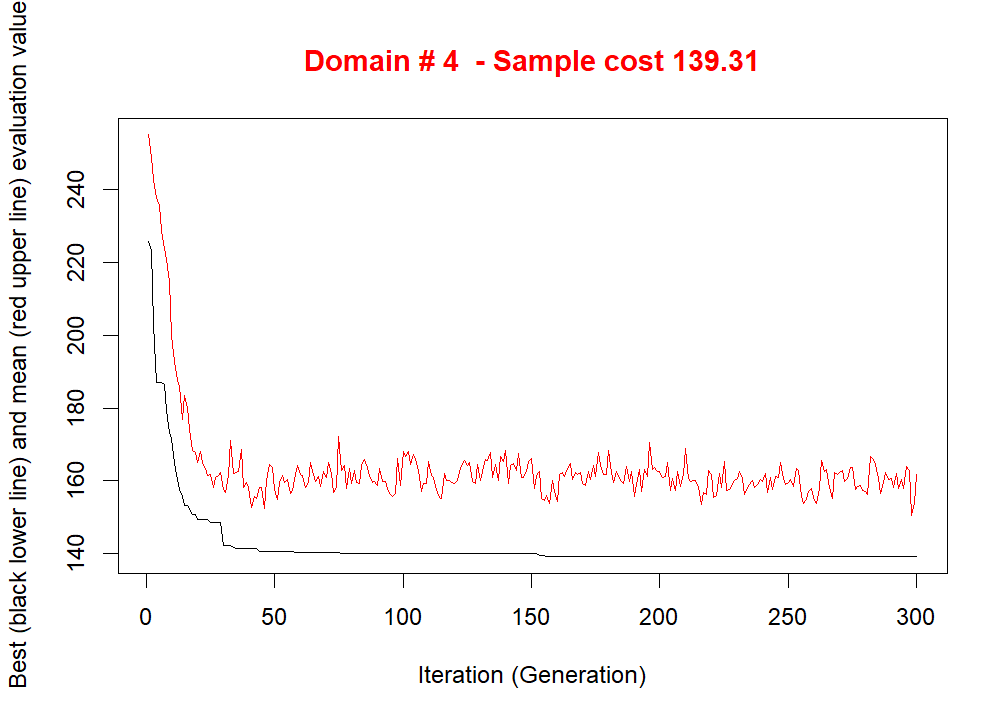 Domain # 4  - Sample cost 139.31
Best (black lower line) and mean (red upper line) evaluation value
240
220
200
180
160
140
0 50 100 150 200 250 300
Iteration (Generation)